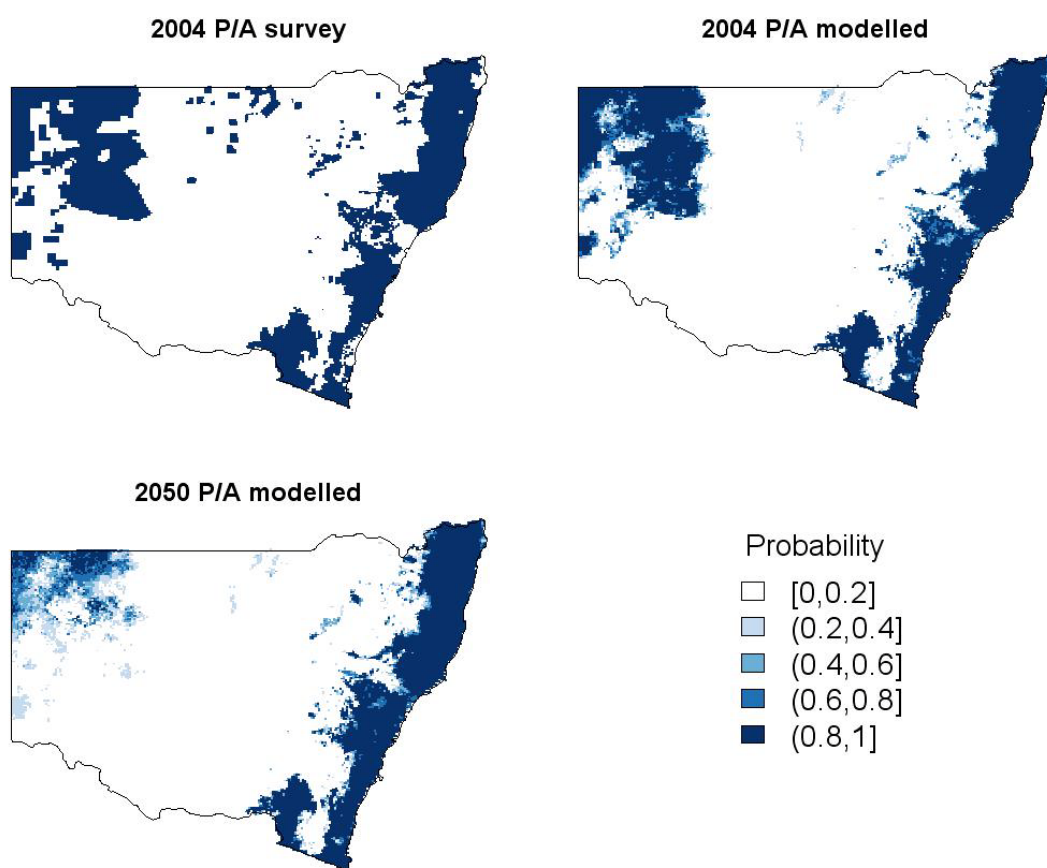 2004 P/A survey
2004 P/A modelled
2050 P/A modelled
Probability
[0,0.2]
(0.2,0.4]
(0.4,0.6]
(0.6,0.8]
(0.8,1]